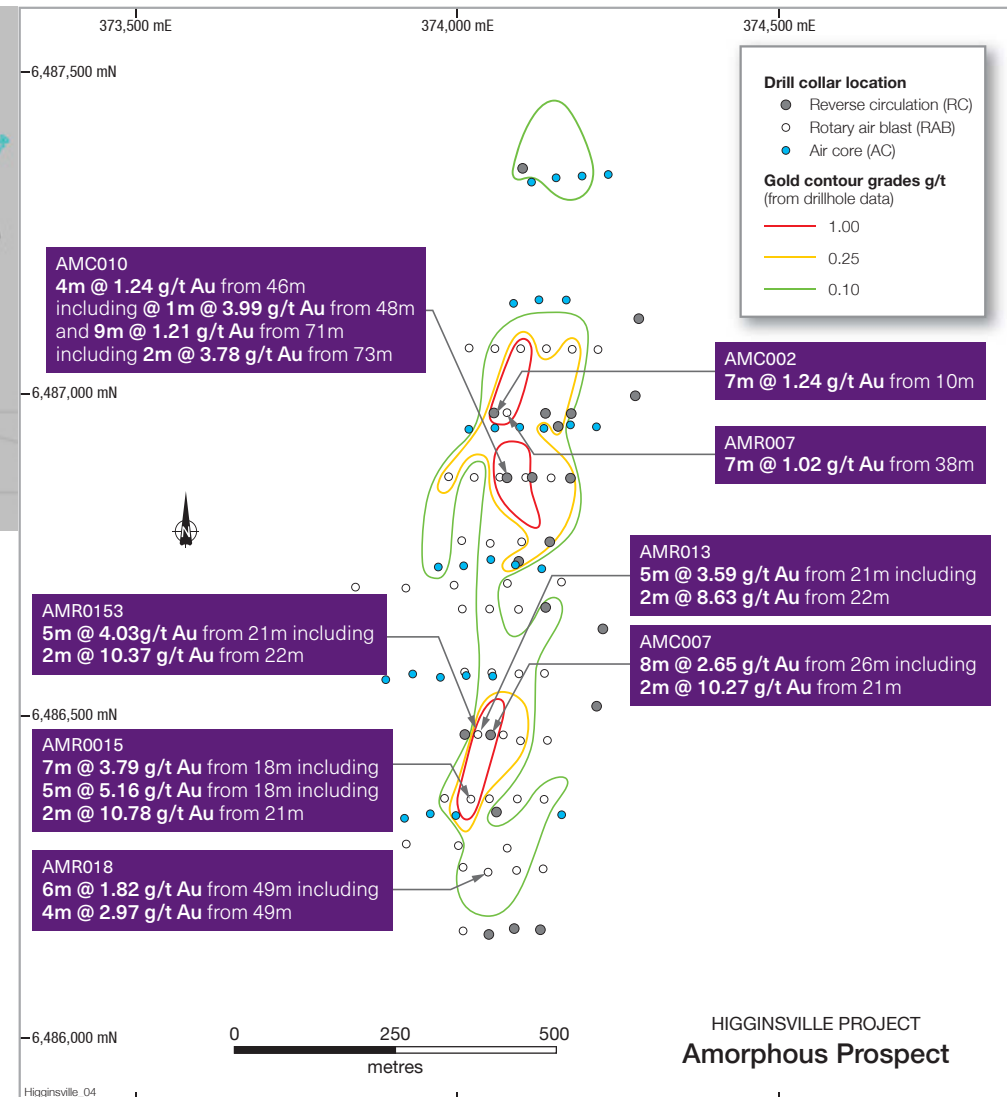 373,500 mE
374,000 mE
374,500 mE
6,487,500 mN
Drill collar location
Reverse circulation (RC)
Rotary air blast (RAB)
Air core (AC)
Gold contour grades g/t
(from drillhole data)
1.00
0.25
0.10
AMC010
4m @ 1.24 g/t Au from 46m
including @ 1m @ 3.99 g/t Au from 48m
and 9m @ 1.21 g/t Au from 71m
including 2m @ 3.78 g/t Au from 73m
AMC002
7m @ 1.24 g/t Au from 10m
6,487,000 mN
AMR007
7m @ 1.02 g/t Au from 38m
N
AMR013
5m @ 3.59 g/t Au from 21m including
2m @ 8.63 g/t Au from 22m
AMR0153
5m @ 4.03g/t Au from 21m including
2m @ 10.37 g/t Au from 22m
AMC007
8m @ 2.65 g/t Au from 26m including
2m @ 10.27 g/t Au from 21m
6,486,500 mN
AMR0015
7m @ 3.79 g/t Au from 18m including
5m @ 5.16 g/t Au from 18m including
2m @ 10.78 g/t Au from 21m
AMR018
6m @ 1.82 g/t Au from 49m including
4m @ 2.97 g/t Au from 49m
6,486,000 mN
0 250 500
metres
HIGGINSVILLE PROJECT
Amorphous Prospect
Higginsville_04